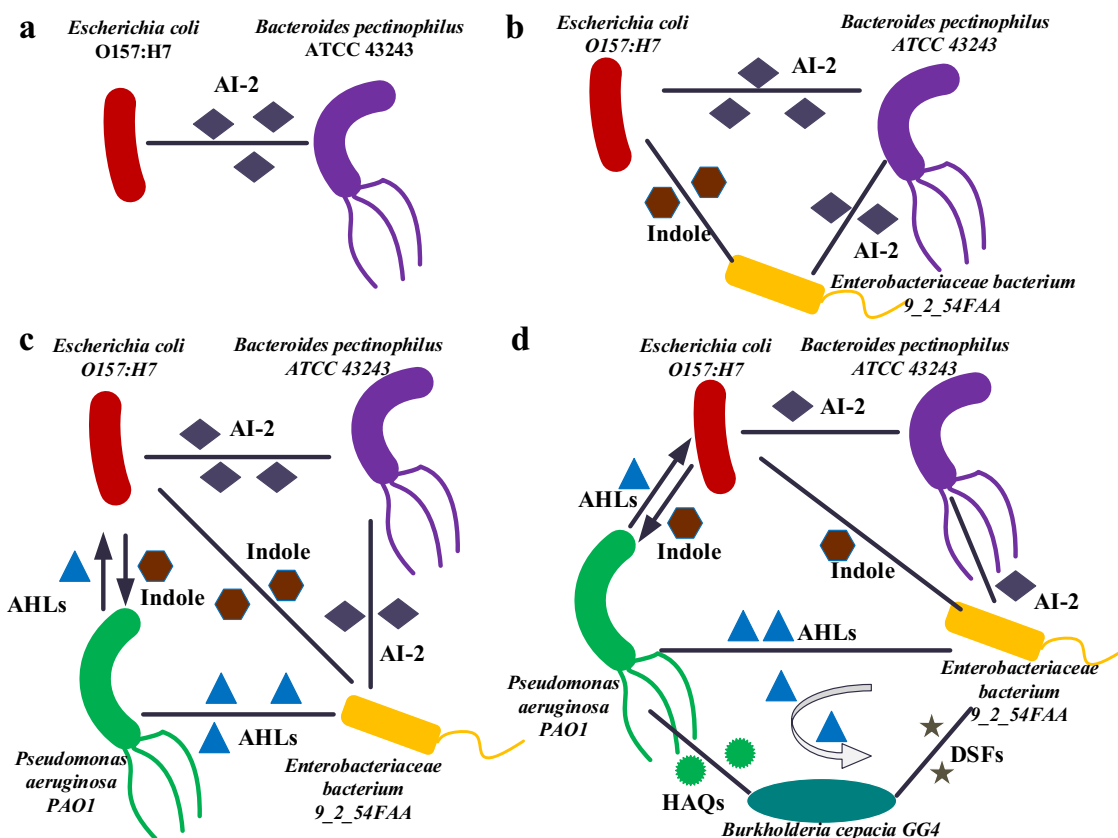 a
Escherichia coli
O157:H7
Bacteroides pectinophilus
ATCC 43243
AI-2
b
Escherichia coli
O157:H7
Bacteroides pectinophilus
ATCC 43243
AI-2
Indole
AI-2
Enterobacteriaceae bacterium
9_2_54FAA
c
Escherichia coli
O157:H7
Bacteroides pectinophilus
ATCC 43243
AI-2
Indole
AHLs
Indole
AI-2
AHLs
Pseudomonas
aeruginosa
PAO1
Enterobacteriaceae
bacterium
9_2_54FAA
d
Escherichia coli
O157:H7
Bacteroides pectinophilus
ATCC 43243
AI-2
AHLs
Indole
Indole
AI-2
AHLs
Pseudomonas
aeruginosa
PAO1
Enterobacteriaceae
bacterium
9_2_54FAA
DSFs
HAQs
Burkholderia cepacia GG4